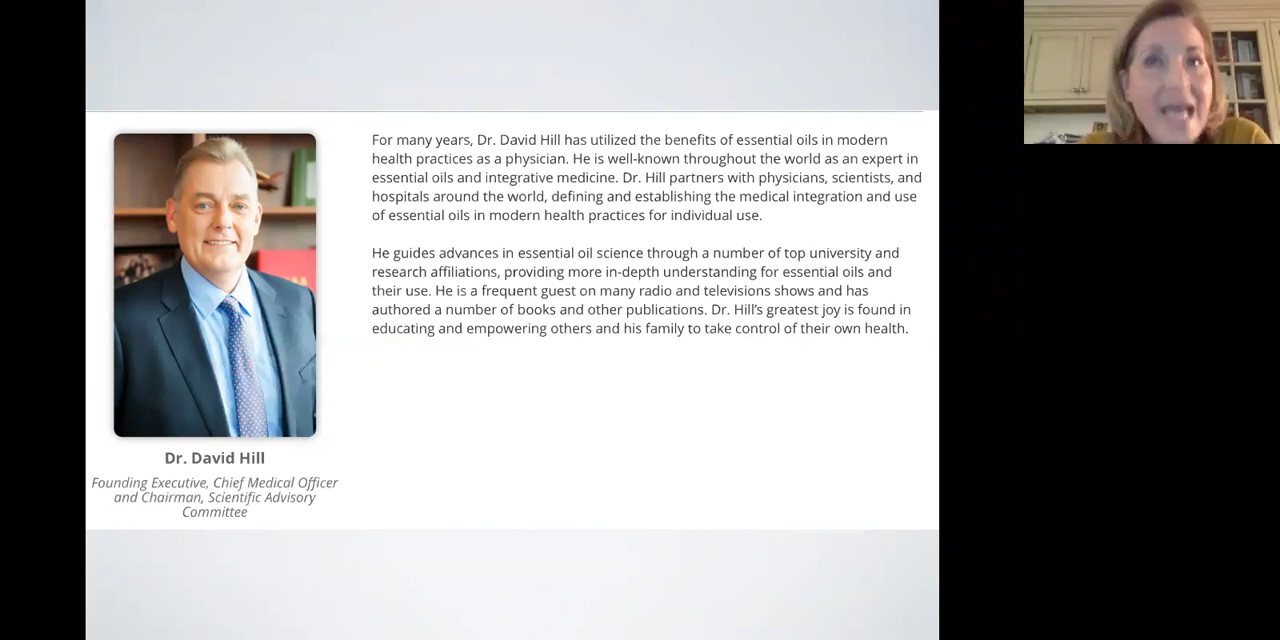 For many years, Dr. David Hill has utilized the benefits of essential oils in modern
health practices as a physician. He is well-known throughout the world as an expert in
essential oils and integrative medicine. Dr. Hill partners with physicians, scientists, and
hospitals around the world, defining and establishing the medical integration and use
of essential oils in modern health practices for individual use.
He guides advances in essential oil science through a number of top university and
research affiliations, providing more in-depth understanding for essential oils and
their use. He is a frequent guest on many radio and televisions shows and has
authored a number of books and other publications. Dr. Hill’s greatest joy is found in
educating and empowering others and his family to take control of their own health.
Dr. David Hill
Founding Executive, Chief Medical Officer
and Chairman, Scientific Advisory
Committee